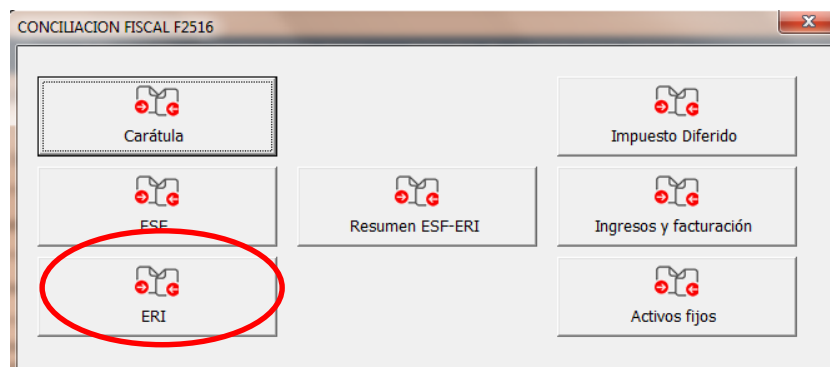 CONCILIACION FISCAL F2516
Carátula
Impuesto Diferido
ESF
Resumen ESF-ERI
Ingresos y facturación
ERI
Activos fijos